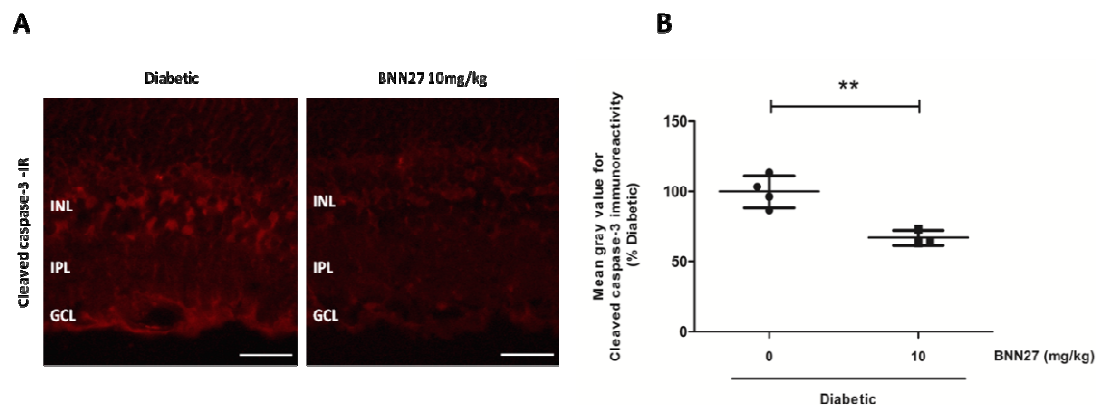 A
B
Diabetic
BNN27 10mg/kg
Cleaved caspase-3 -IR
INL
IPL
GCL
INL
IPL
GCL
**
Mean gray value for
Cleaved caspase-3 immunoreactivity
(% Diabetic)
150
100
50
0
0
10
BNN27 (mg/kg)
Diabetic